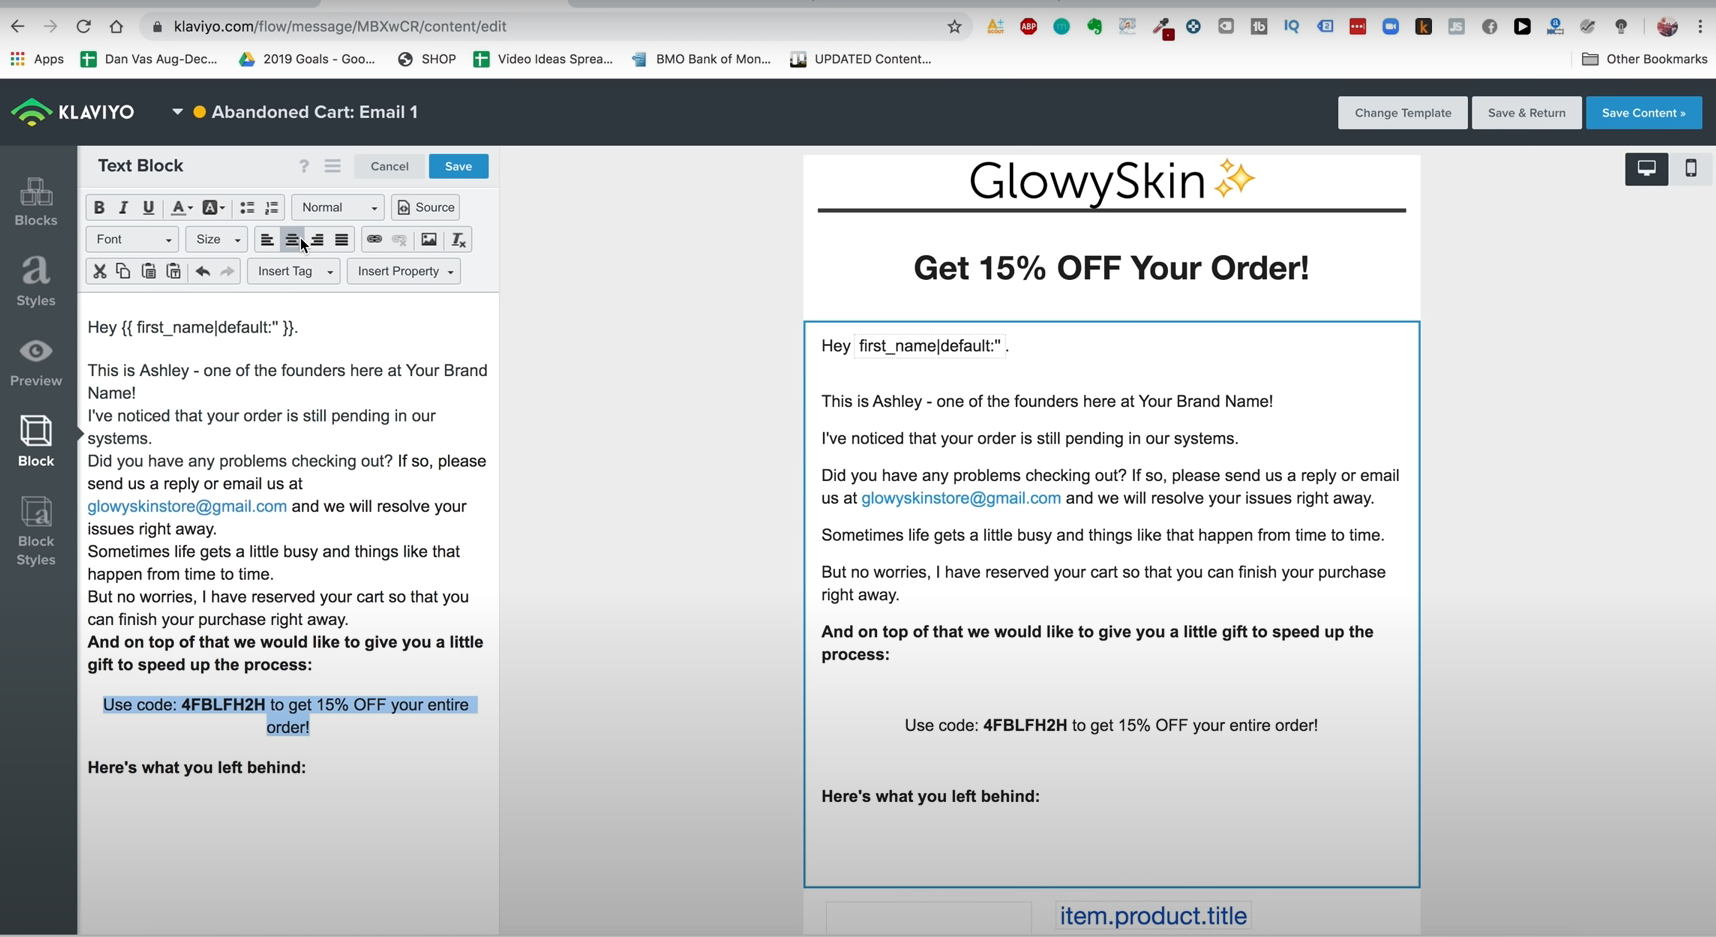 klaviyo.com/flow/message/MBXwCR/content/edit
Apps
Dan Vas Aug-Dec...
2019 Goals - Goo...
SHOP
Video Ideas Sprea...
BMO Bank of Mon...
UPDATED Content...
Other Bookmarks
KLAVIYO
Abandoned Cart: Email 1
Change Template
Save & Return
Save Content »
Blocks
Styles
Preview
Block
Block
Styles
Text Block
?
Cancel
Save
B I U A A
Normal
Source
Font
Size
Insert Tag
Insert Property
Hey {{ first_name|default:'' }}.
This is Ashley - one of the founders here at Your Brand
Name!
I've noticed that your order is still pending in our
systems.
Did you have any problems checking out? If so, please
send us a reply or email us at
glowyskinstore@gmail.com and we will resolve your
issues right away.
Sometimes life gets a little busy and things like that
happen from time to time.
But no worries, I have reserved your cart so that you
can finish your purchase right away.
And on top of that we would like to give you a little
gift to speed up the process:
Use code: 4FBLFH2H to get 15% OFF your entire
order!
Here's what you left behind:
GlowySkin
Get 15% OFF Your Order!
Hey first_name|default:'' .
This is Ashley - one of the founders here at Your Brand Name!
I've noticed that your order is still pending in our systems.
Did you have any problems checking out? If so, please send us a reply or email
us at glowyskinstore@gmail.com and we will resolve your issues right away.
Sometimes life gets a little busy and things like that happen from time to time.
But no worries, I have reserved your cart so that you can finish your purchase
right away.
And on top of that we would like to give you a little gift to speed up the
process:
Use code: 4FBLFH2H to get 15% OFF your entire order!
Here's what you left behind:
item.product.title